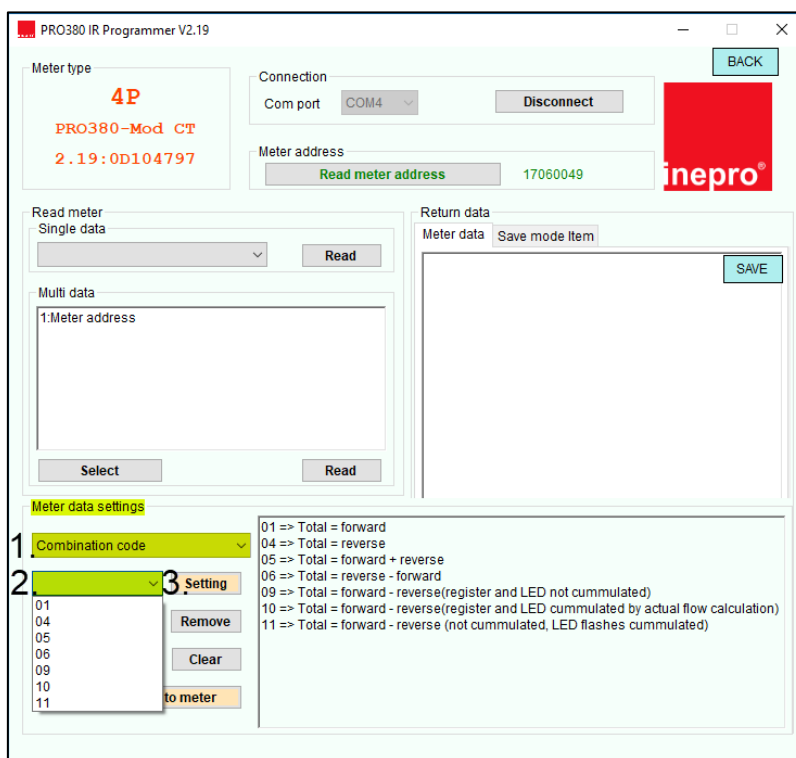 PRO380 IR Programmer V2.19
BACK
Meter type
4P
PRO380-Mod CT
2.19:0D104797
Connection
Com port COM4 Disconnect
Meter address
Read meter address 17060049
inepro®
Read meter
Single data
Read
Multi data
1:Meter address
Select Read
Return data
Meter data Save mode Item
SAVE
Meter data settings
1. Combination code
2. 3. Setting
01
04
05
06
09
10
11
Remove
Clear
to meter
01 => Total = forward
04 => Total = reverse
05 => Total = forward + reverse
06 => Total = reverse - forward
09 => Total = forward - reverse(register and LED not cummulated)
10 => Total = forward - reverse(register and LED cummulated by actual flow calculation)
11 => Total = forward - reverse (not cummulated, LED flashes cummulated)